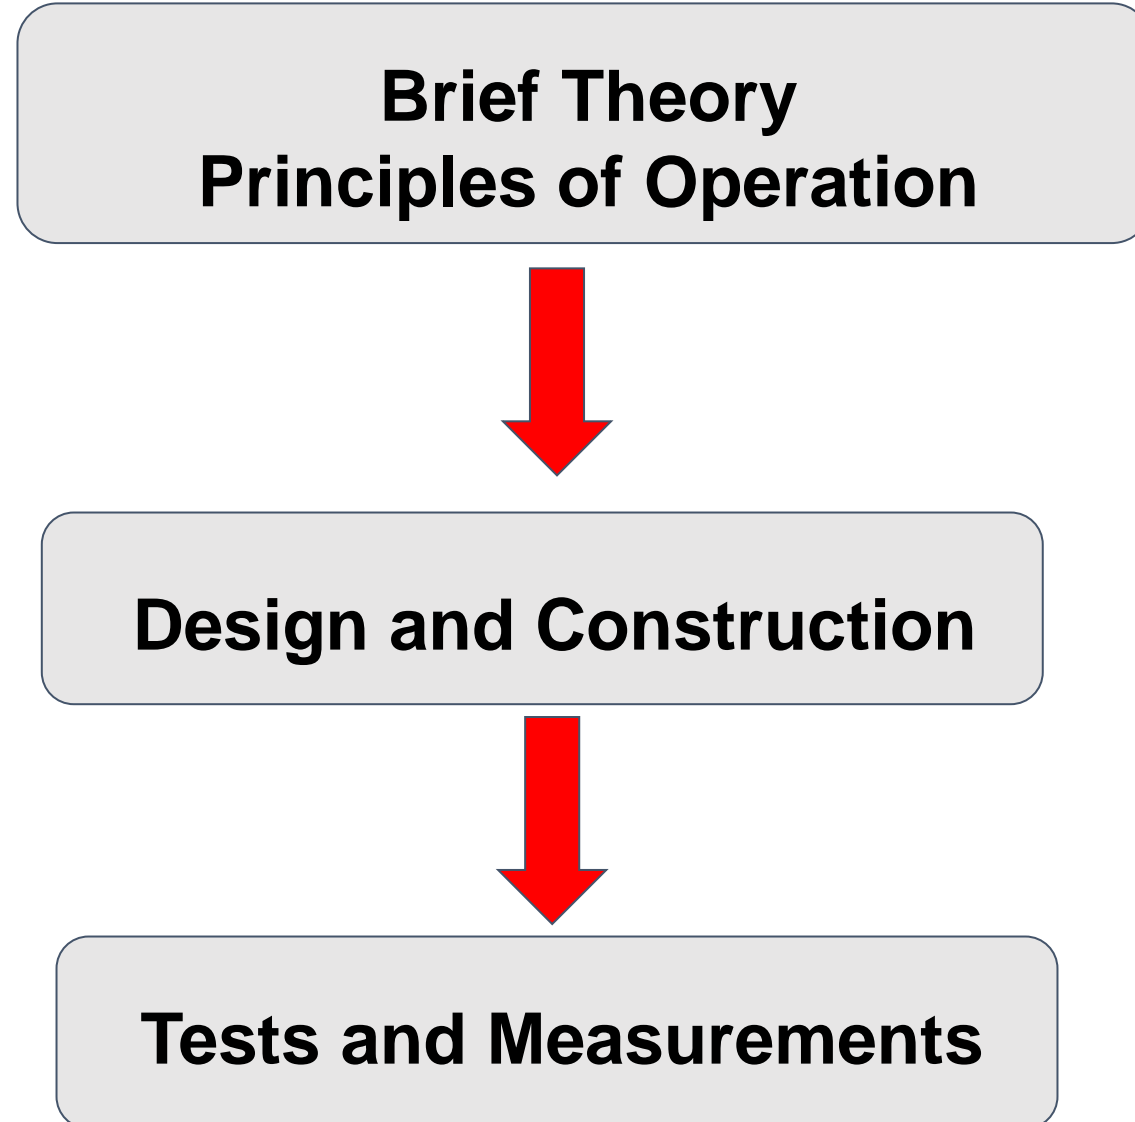 Brief Theory
Principles of Operation
Design and Construction
Tests and Measurements